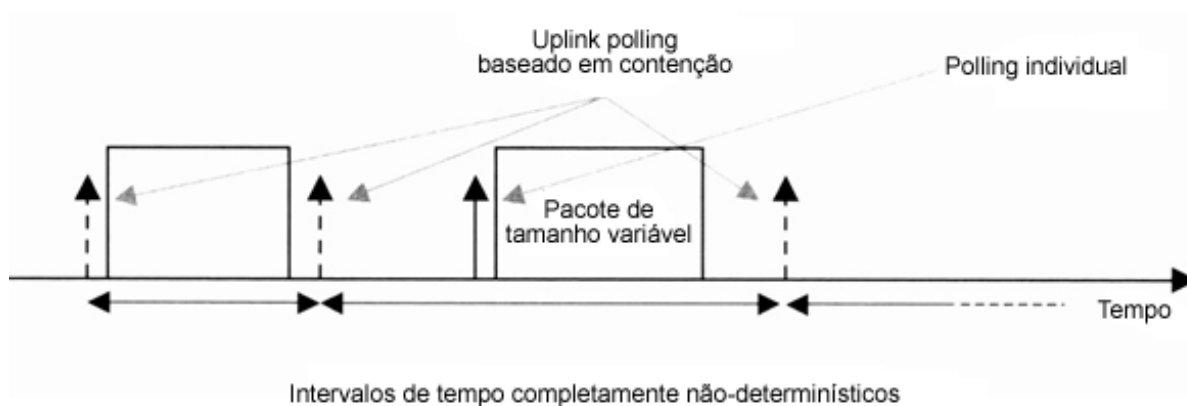 Uplink polling
baseado em contenção
Polling individual
Pacote de
tamanho variável
Tempo
Intervalos de tempo completamente não-determinísticos